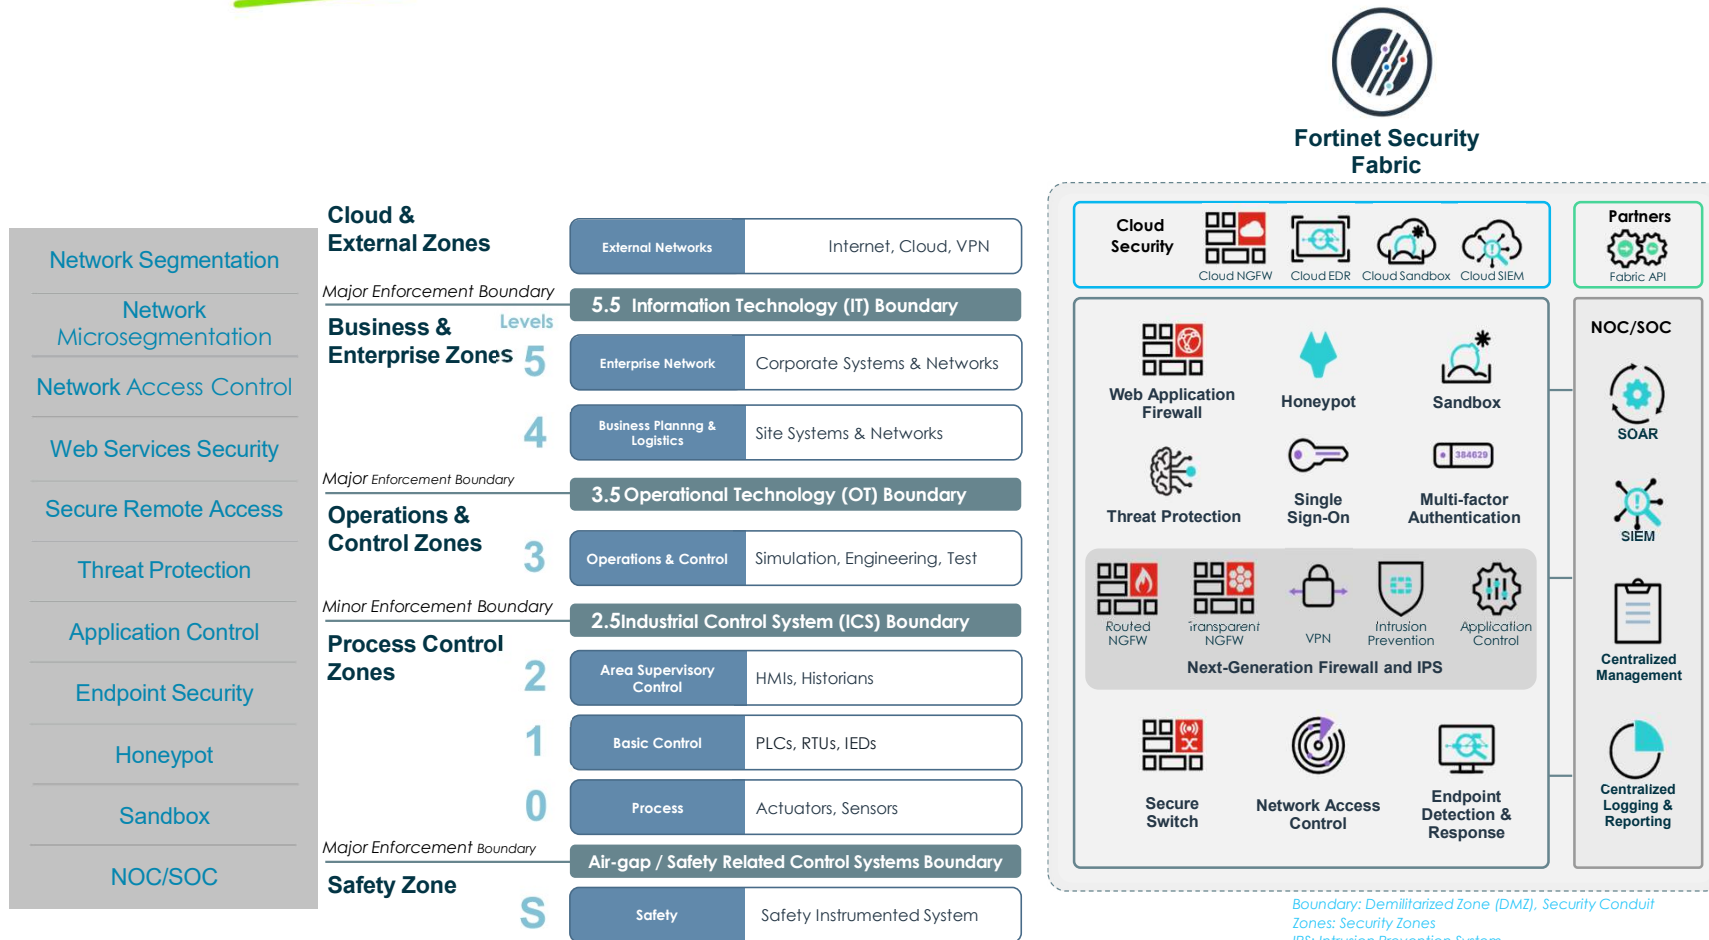 Fortinet Security
Fabric
Network Segmentation
Network
Microsegmentation
Network Access Control
Web Services Security
Secure Remote Access
Threat Protection
Application Control
Endpoint Security
Honeypot
Sandbox
NOC/SOC
Cloud &
External Zones
External Networks
Internet, Cloud, VPN
Major Enforcement Boundary
5.5 Information Technology (IT) Boundary
Business &
Enterprise Zones
Levels
5
Enterprise Network
Corporate Systems & Networks
4
Business Plannng &
Logistics
Site Systems & Networks
Major Enforcement Boundary
3.5 Operational Technology (OT) Boundary
Operations &
Control Zones
3
Operations & Control
Simulation, Engineering, Test
Minor Enforcement Boundary
2.5Industrial Control System (ICS) Boundary
Process Control
Zones
2
Area Supervisory
Control
HMIs, Historians
1
Basic Control
PLCs, RTUs, IEDs
0
Process
Actuators, Sensors
Major Enforcement Boundary
Air-gap / Safety Related Control Systems Boundary
Safety Zone
S
Safety
Safety Instrumented System
Cloud
Security
Cloud NGFW
Cloud EDR
Cloud Sandbox
Cloud SIEM
Partners
Fabric API
Web Application
Firewall
Honeypot
Sandbox
Threat Protection
Single
Sign-On
384629
Multi-factor
Authentication
Routed
NGFW
Transparent
NGFW
VPN
Intrusion
Prevention
Application
Control
Next-Generation Firewall and IPS
Secure
Switch
Network Access
Control
Endpoint
Detection &
Response
NOC/SOC
SOAR
SIEM
Centralized
Management
Centralized
Logging &
Reporting
Boundary: Demilitarized Zone (DMZ), Security Conduit
Zones: Security Zones
IPS: Intrusion Prevention System